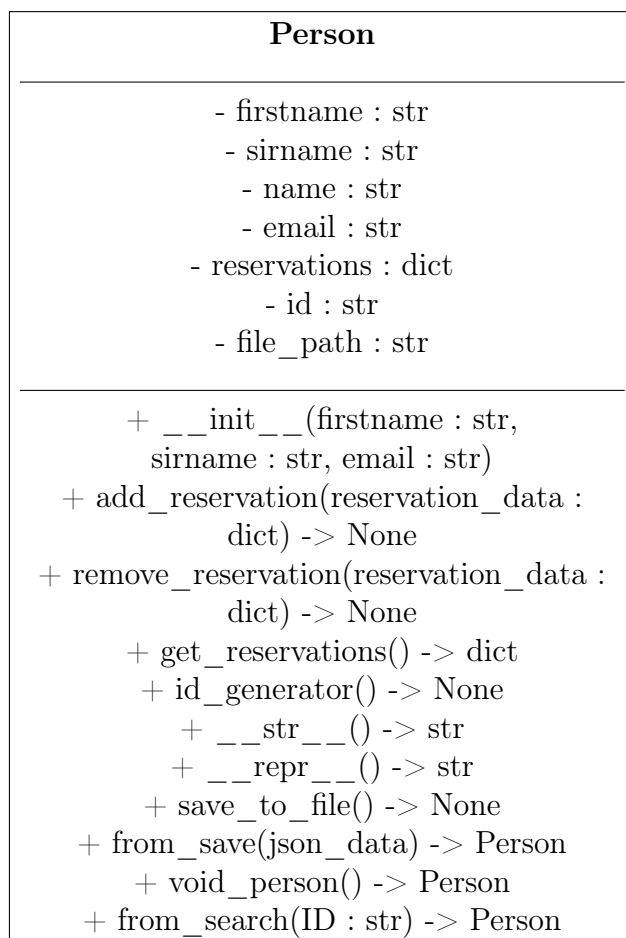 Person
- firstname : str
- sirname : str
- name : str
- email : str
- reservations : dict
- id : str
- file_path : str
+ __init__(firstname : str,
sirname : str, email : str)
+ add_reservation(reservation_data :
dict) -> None
+ remove_reservation(reservation_data :
dict) -> None
+ get_reservations() -> dict
+ id_generator() -> None
+ __str__() -> str
+ __repr__() -> str
+ save_to_file() -> None
+ from_save(json_data) -> Person
+ void_person() -> Person
+ from_search(ID : str) -> Person